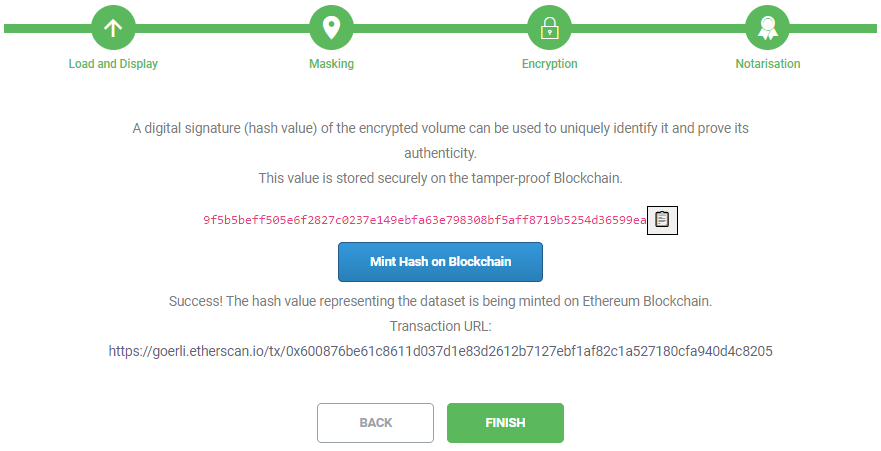 Load and Display
Masking
Encryption
Notarisation
A digital signature (hash value) of the encrypted volume can be used to uniquely identify it and prove its
authenticity.
This value is stored securely on the tamper-proof Blockchain.
9f5b5beff505e6f2827c0237e149ebfa63e798308bf5aff8719b5254d36599ea
Mint Hash on Blockchain
Success! The hash value representing the dataset is being minted on Ethereum Blockchain.
Transaction URL:
https://goerli.etherscan.io/tx/0x600876be61c8611d037d1e83d2612b7127ebf1af82c1a527180cfa940d4c8205
BACK
FINISH